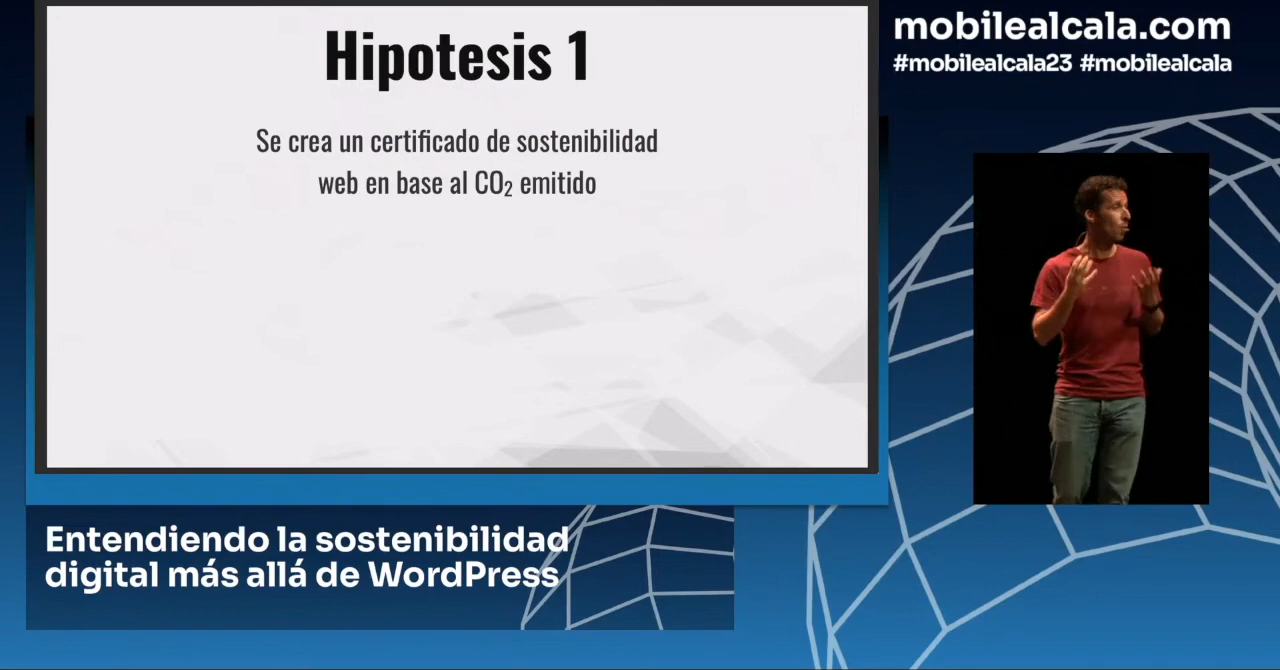 Hipotesis 1
Se crea un certificado de sostenibilidad
web en base al CO₂ emitido
mobilealcala.com
#mobilealcala23 #mobilealcala
Entendiendo la sostenibilidad
digital más allá de WordPress